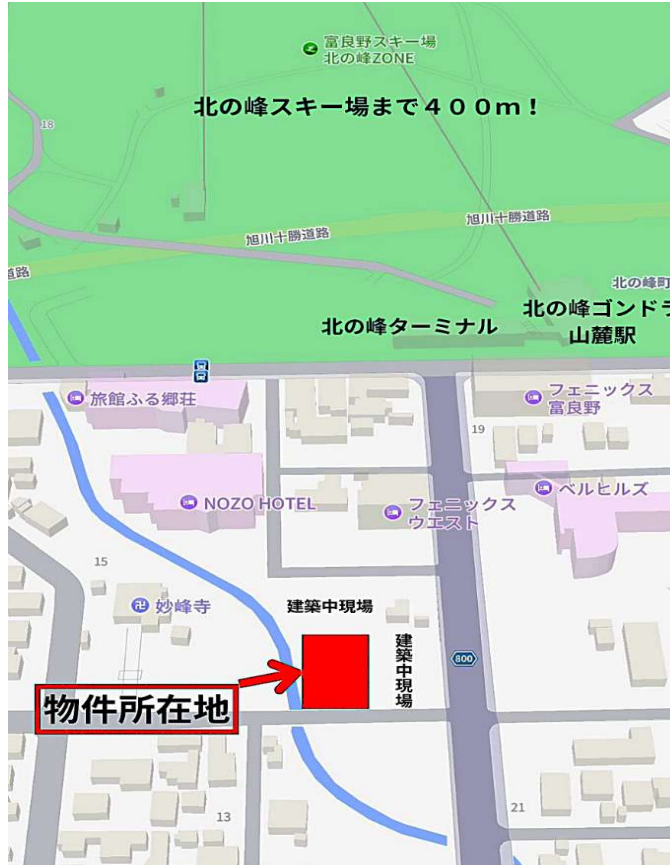 富良野スキー場
北の峰ZONE
北の峰スキー場まで400m!
18
旭川十勝道路
旭川十勝道路
道路
北の峰町
北の峰ゴンドラ
山麓駅
北の峰ターミナル
旅館ふる郷荘
フェニックス
富良野
19
NOZO HOTEL
フェニックス
ウエスト
ベルヒルズ
15
妙峰寺
建築中現場
建築中現場
800
物件所在地
13
21